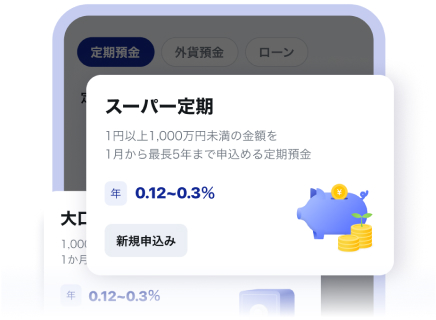 定期預金
外貨預金
ローン
スーパー定期
1円以上1,000万円未満の金額を
1月から最長5年まで申込める定期預金
年 0.12~0.3%
新規申込み
大口
1,000
1か月
年 0.12~0.3%